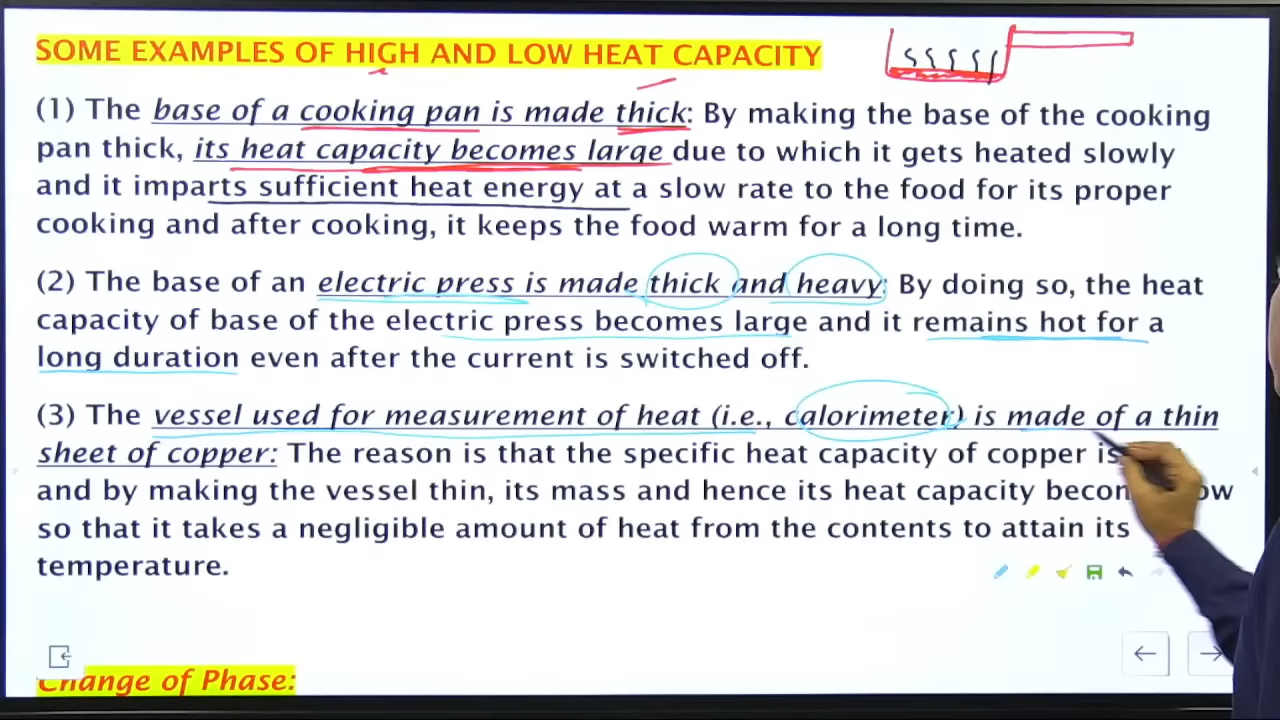 SOME EXAMPLES OF HIGH AND LOW HEAT CAPACITY
(1) The base of a cooking pan is made thick: By making the base of the cooking
pan thick, its heat capacity becomes large due to which it gets heated slowly
and it imparts sufficient heat energy at a slow rate to the food for its proper
cooking and after cooking, it keeps the food warm for a long time.
(2) The base of an electric press is made thick and heavy: By doing so, the heat
capacity of base of the electric press becomes large and it remains hot for a
long duration even after the current is switched off.
(3) The vessel used for measurement of heat (i.e., calorimeter) is made of a thin
sheet of copper: The reason is that the specific heat capacity of copper is
and by making the vessel thin, its mass and hence its heat capacity
so that it takes a negligible amount of heat from the contents to attain its
temperature.
Change of Phase: